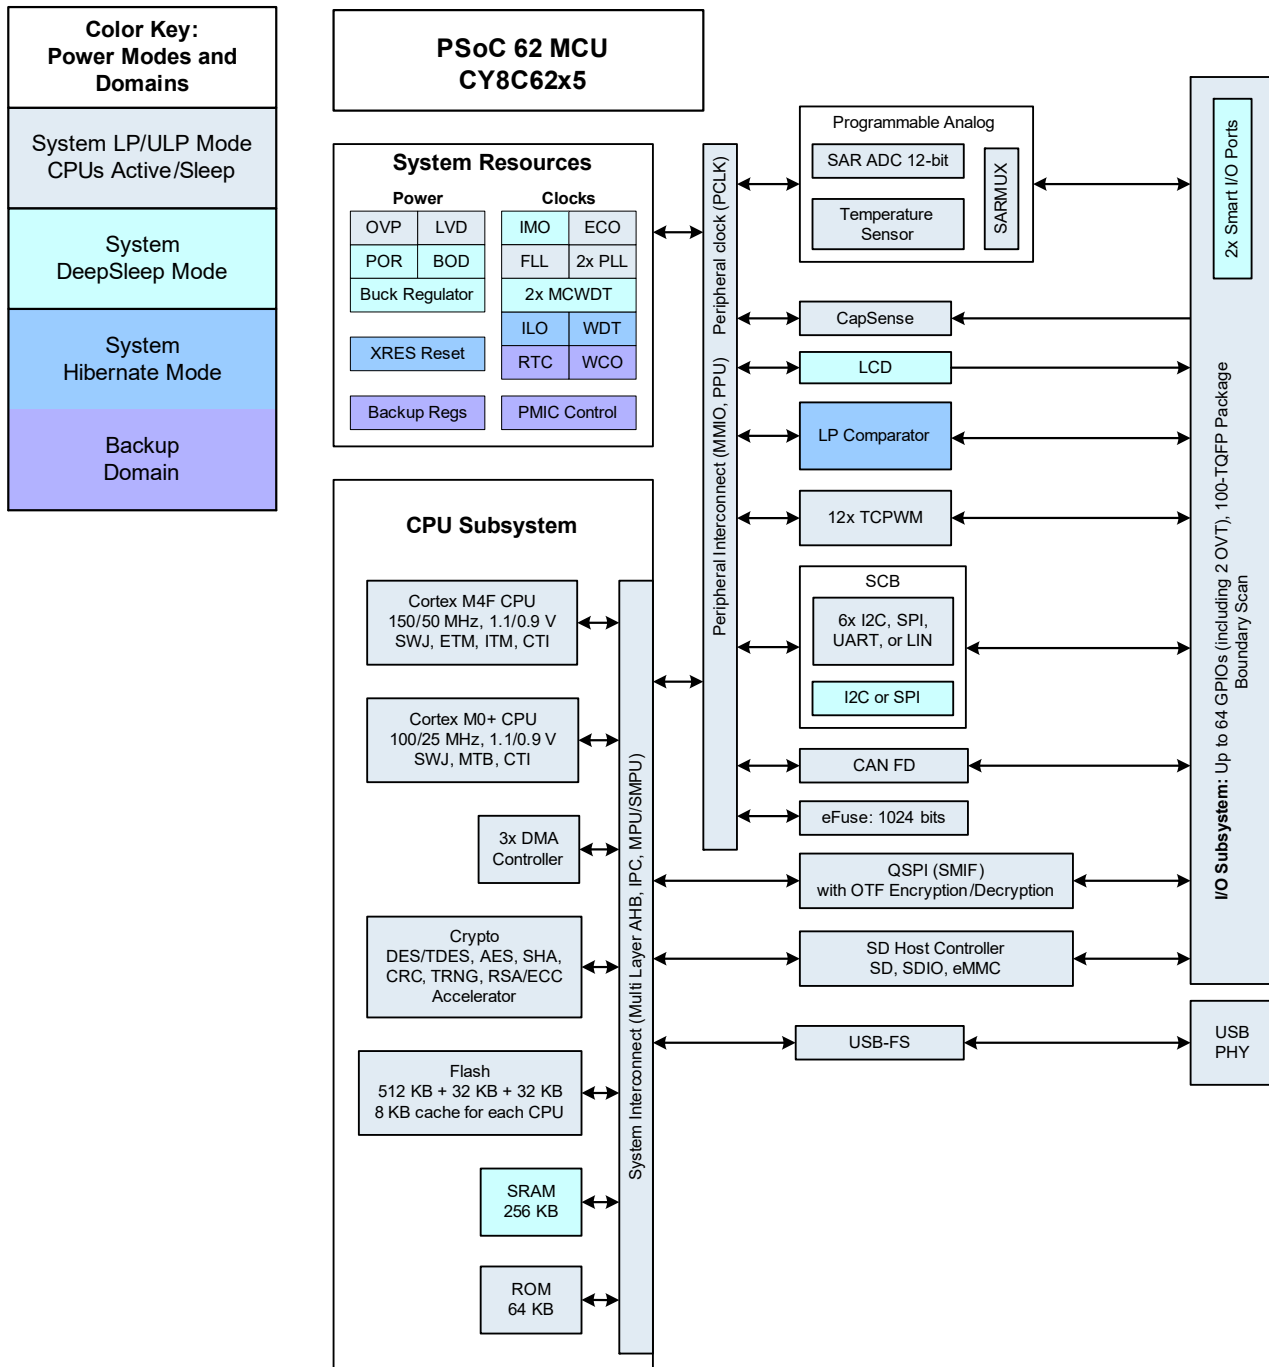 Color Key:
Power Modes and
Domains
System LP/ULP Mode
CPUs Active/Sleep
System
DeepSleep Mode
System
Hibernate Mode
Backup
Domain
PSoC 62 MCU
CY8C62x5
System Resources
Power
Clocks
OVP
LVD
POR
BOD
Buck Regulator
XRES Reset
Backup Regs
IMO
ECO
FLL
2x PLL
2x MCWDT
ILO
WDT
RTC
WCO
PMIC Control
CPU Subsystem
Cortex M4F CPU
150/50 MHz, 1.1/0.9 V
SWJ, ETM, ITM, CTI
Cortex M0+ CPU
100/25 MHz, 1.1/0.9 V
SWJ, MTB, CTI
3x DMA
Controller
Crypto
DES/TDES, AES, SHA,
CRC, TRNG, RSA/ECC
Accelerator
Flash
512 KB + 32 KB + 32 KB
8 KB cache for each CPU
SRAM
256 KB
ROM
64 KB
System Interconnect (Multi Layer AHB, IPC, MPU/SMPU)
Peripheral Interconnect (MMIO, PPU)
Peripheral clock (PCLK)
Programmable Analog
SAR ADC 12-bit
Temperature
Sensor
SARMUX
CapSense
LCD
LP Comparator
12x TCPWM
SCB
6x I2C, SPI,
UART, or LIN
I2C or SPI
CAN FD
eFuse: 1024 bits
QSPI (SMIF)
with OTF Encryption/Decryption
SD Host Controller
SD, SDIO, eMMC
USB-FS
2x Smart I/O Ports
I/O Subsystem: Up to 64 GPIOs (including 2 OVT), 100-TQFP Package
Boundary Scan
USB
PHY